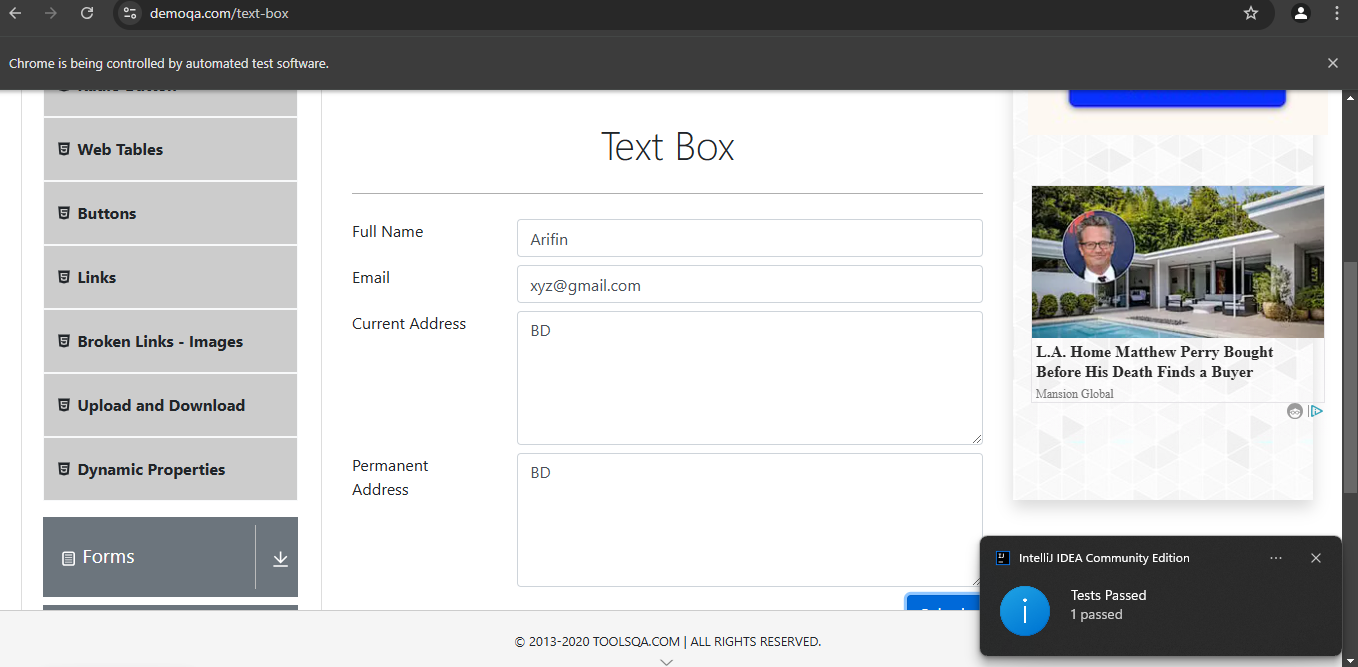 demoqa.com/text-box
Chrome is being controlled by automated test software.
Web Tables
Buttons
Links
Broken Links - Images
Upload and Download
Dynamic Properties
Forms
Text Box
Full Name
Arifin
Email
xyz@gmail.com
Current Address
BD
Permanent
Address
BD
L.A. Home Matthew Perry Bought
Before His Death Finds a Buyer
Mansion Global
IntelliJ IDEA Community Edition
Tests Passed
1 passed
© 2013-2020 TOOLSQA.COM | ALL RIGHTS RESERVED.